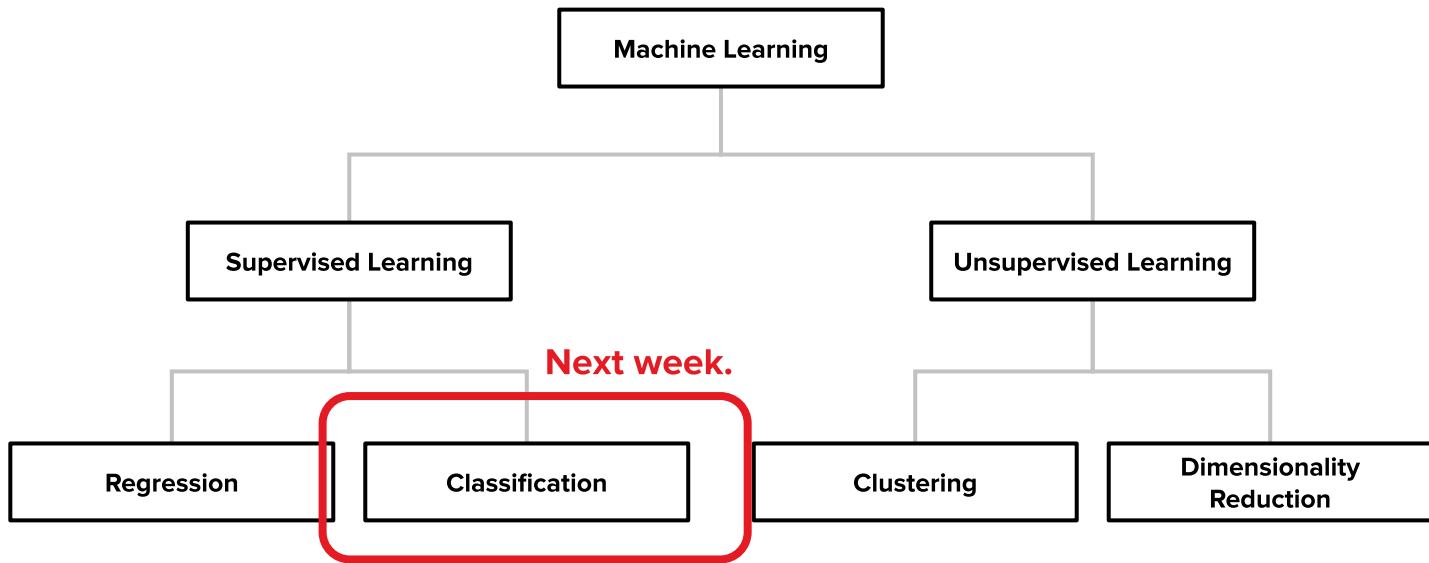 Machine Learning
Supervised Learning
Unsupervised Learning
Next week.
Regression
Classification
Clustering
Dimensionality
Reduction